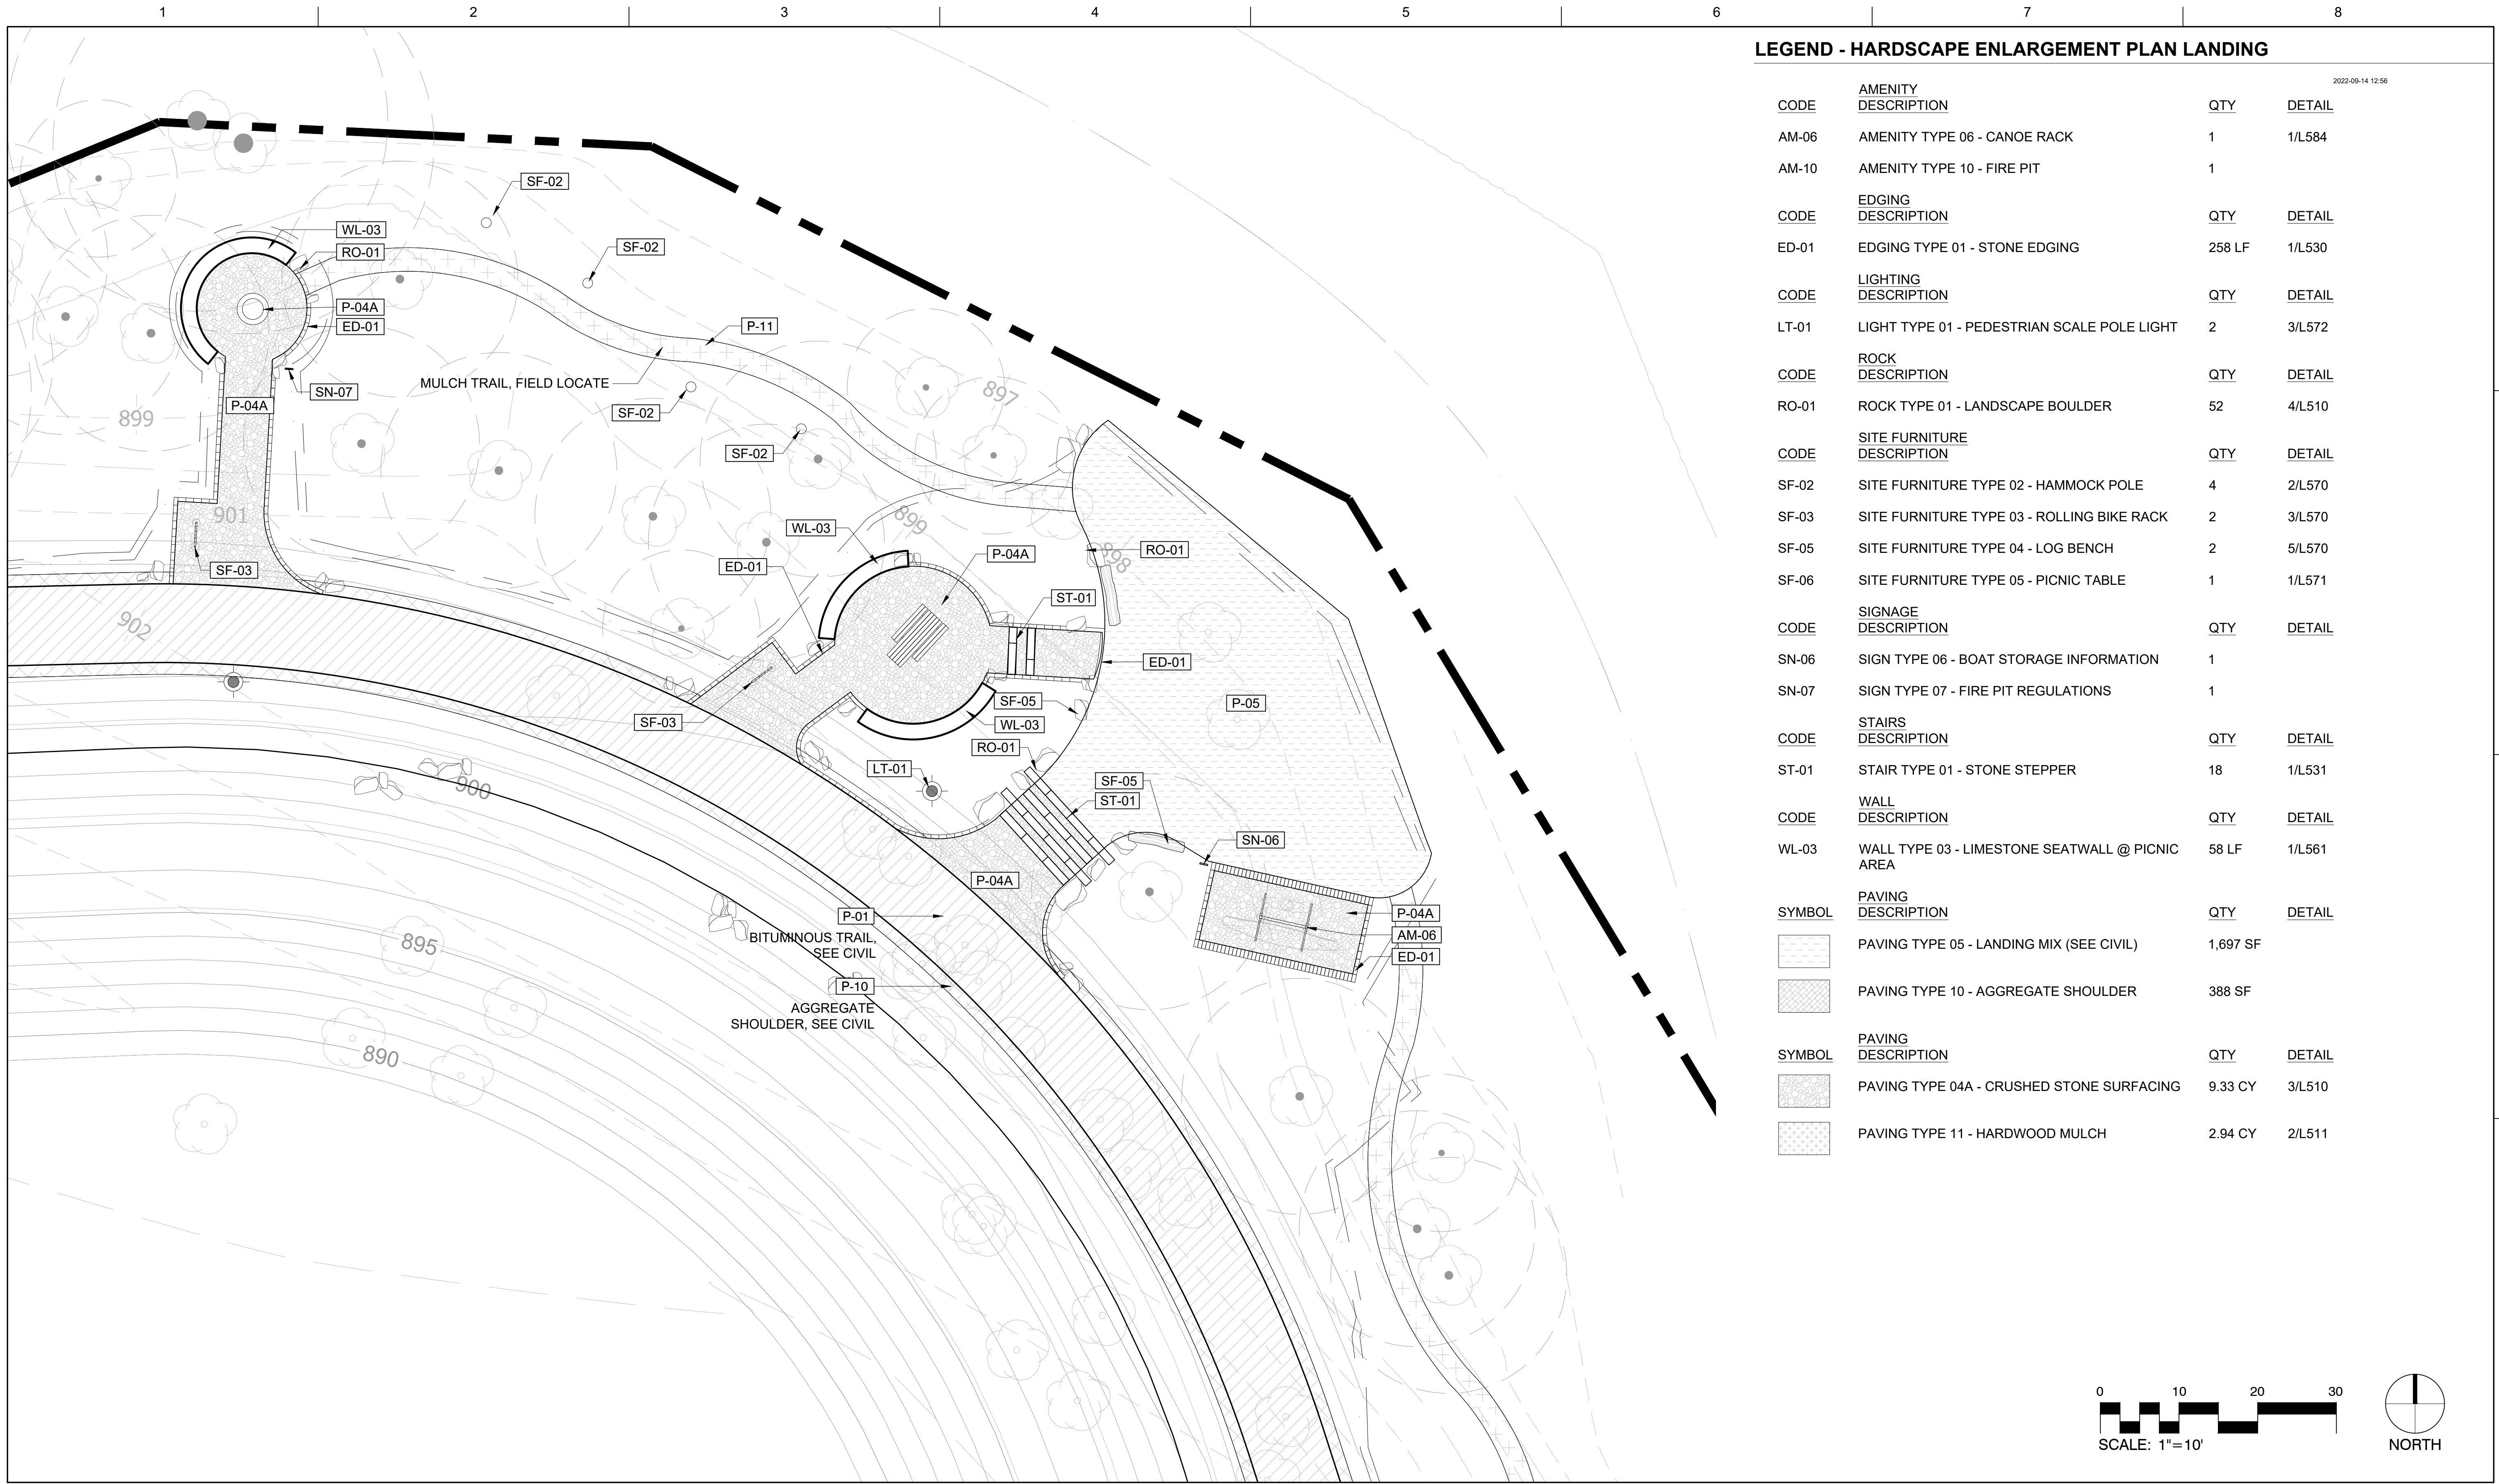 1 2 3 4 5 6 7 8
LEGEND - HARDSCAPE ENLARGEMENT PLAN LANDING
2022-09-14 12:56
AMENITY
CODE DESCRIPTION QTY DETAIL
AM-06 AMENITY TYPE 06 - CANOE RACK 1 1/L584
AM-10 AMENITY TYPE 10 - FIRE PIT 1
EDGING
CODE DESCRIPTION QTY DETAIL
ED-01 EDGING TYPE 01 - STONE EDGING 258 LF 1/L530
LIGHTING
CODE DESCRIPTION QTY DETAIL
LT-01 LIGHT TYPE 01 - PEDESTRIAN SCALE POLE LIGHT 2 3/L572
ROCK
CODE DESCRIPTION QTY DETAIL
RO-01 ROCK TYPE 01 - LANDSCAPE BOULDER 52 4/L510
SITE FURNITURE
CODE DESCRIPTION QTY DETAIL
SF-02 SITE FURNITURE TYPE 02 - HAMMOCK POLE 4 2/L570
SF-03 SITE FURNITURE TYPE 03 - ROLLING BIKE RACK 2 3/L570
SF-05 SITE FURNITURE TYPE 04 - LOG BENCH 2 5/L570
SF-06 SITE FURNITURE TYPE 05 - PICNIC TABLE 1 1/L571
SIGNAGE
CODE DESCRIPTION QTY DETAIL
SN-06 SIGN TYPE 06 - BOAT STORAGE INFORMATION 1
SN-07 SIGN TYPE 07 - FIRE PIT REGULATIONS 1
STAIRS
CODE DESCRIPTION QTY DETAIL
ST-01 STAIR TYPE 01 - STONE STEPPER 18 1/L531
WALL
CODE DESCRIPTION QTY DETAIL
WL-03 WALL TYPE 03 - LIMESTONE SEATWALL @ PICNIC 58 LF 1/L561
AREA
PAVING
SYMBOL DESCRIPTION QTY DETAIL
PAVING TYPE 05 - LANDING MIX (SEE CIVIL) 1,697 SF
PAVING TYPE 10 - AGGREGATE SHOULDER 388 SF
PAVING
SYMBOL DESCRIPTION QTY DETAIL
PAVING TYPE 04A - CRUSHED STONE SURFACING 9.33 CY 3/L510
PAVING TYPE 11 - HARDWOOD MULCH 2.94 CY 2/L511
0 10 20 30
SCALE: 1"=10'
NORTH
SF-02
WL-03
SF-02
RO-01
P-04A
ED-01
P-11
MULCH TRAIL, FIELD LOCATE
SN-07
897
P-04A
SF-02
899
SF-02
901
899
WL-03
RO-01
P-04A
898
ED-01
SF-03
ST-01
902
ED-01
SF-05
P-05
SF-03
WL-03
RO-01
LT-01
SF-05
900
ST-01
SN-06
P-04A
P-01
P-04A
BITUMINOUS TRAIL,
SEE CIVIL
AM-06
895
ED-01
P-10
AGGREGATE
SHOULDER, SEE CIVIL
890